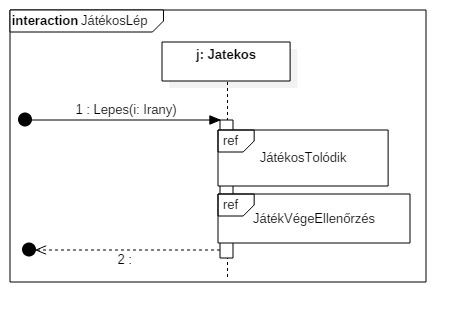 interaction JátékosLép
j: Jatekos
1 : Lepes(i: Irany)
ref
JátékosTolódik
ref
JátékVégeEllenőrzés
2 :